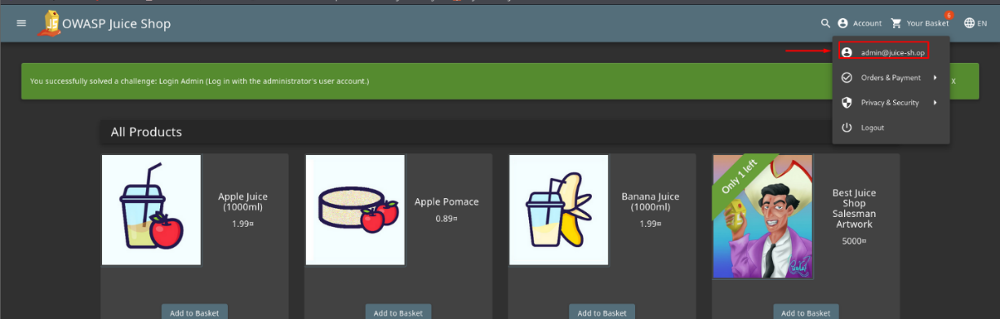 OWASP Juice Shop
Account
Your Basket
6
EN
admin@juice-sh.op
You successfully solved a challenge: Login Admin (Log in with the administrator's user account.)
X
Orders & Payment
Privacy & Security
Logout
All Products
Apple Juice
(1000ml)
1.99¤
Apple Pomace
0.89¤
Banana Juice
(1000ml)
1.99¤
Only 1 left
Best Juice
Shop
Salesman
Artwork
5000¤
Add to Basket
Add to Basket
Add to Basket
Add to Basket